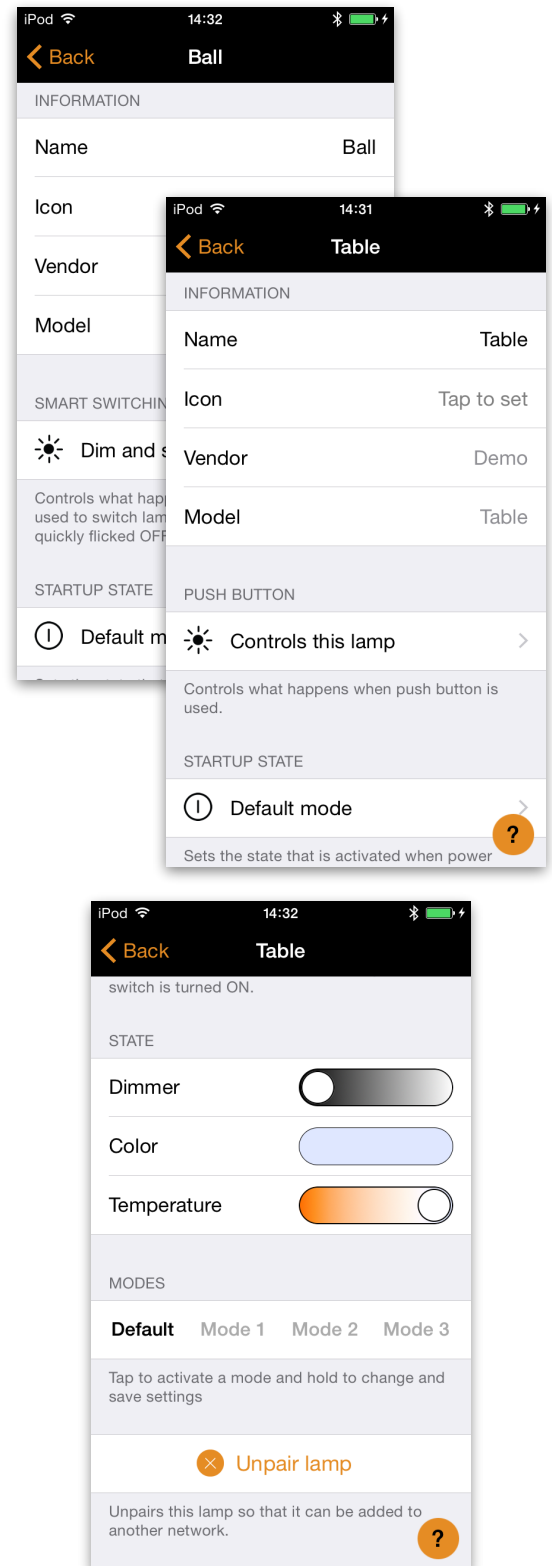 iPod 14:32
Back Ball
INFORMATION
Name Ball
Icon
Vendor
Model
SMART SWITCHIN
Dim and s
Controls what hap
used to switch lam
quickly flicked OFF
STARTUP STATE
Default m
iPod 14:31
Back Table
INFORMATION
Name Table
Icon Tap to set
Vendor Demo
Model Table
PUSH BUTTON
Controls this lamp
Controls what happens when push button is
used.
STARTUP STATE
Default mode
?
Sets the state that is activated when power
iPod 14:32
Back Table
switch is turned ON.
STATE
Dimmer
Color
Temperature
MODES
Default Mode 1 Mode 2 Mode 3
Tap to activate a mode and hold to change and
save settings
Unpair lamp
Unpairs this lamp so that it can be added to
another network.
?